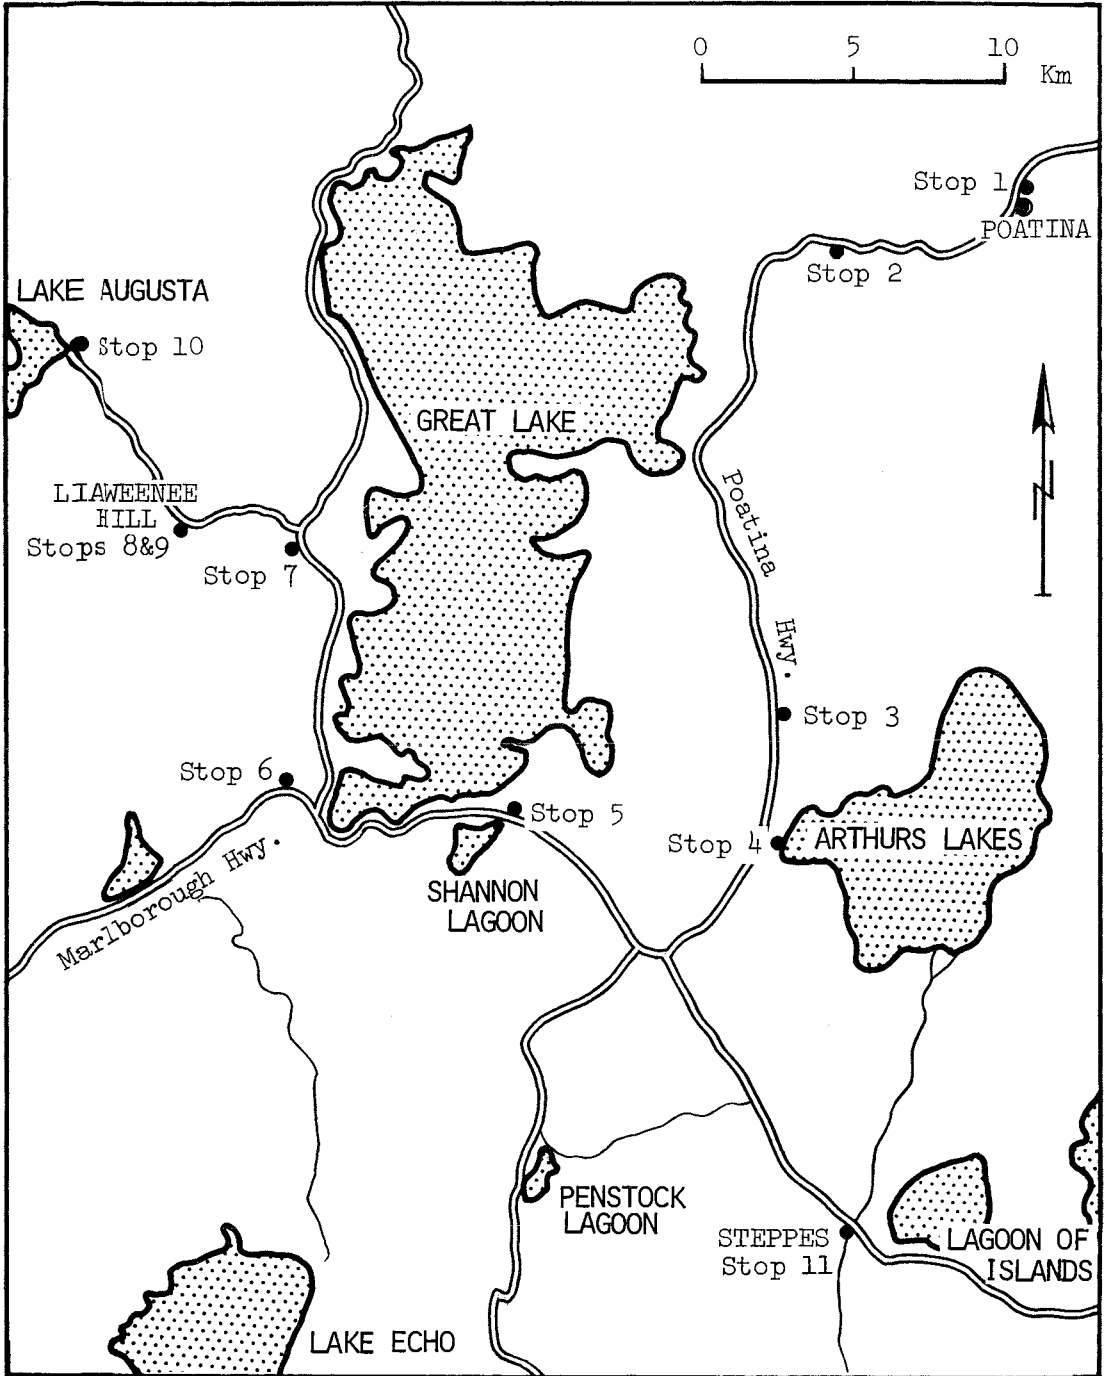 0 5 10
Km
Stop 1
POATINA
Stop 2
LAKE AUGUSTA
Stop 10
GREAT LAKE
LIAWEENEE
HILL
Stops 8&9
Stop 7
Poatina Hwy.
N
Stop 3
Stop 6
Stop 5
Stop 4
ARTHURS LAKES
Marlborough Hwy.
SHANNON
LAGOON
PENSTOCK
LAGOON
STEPPES
Stop 11
LAGOON OF
ISLANDS
LAKE ECHO